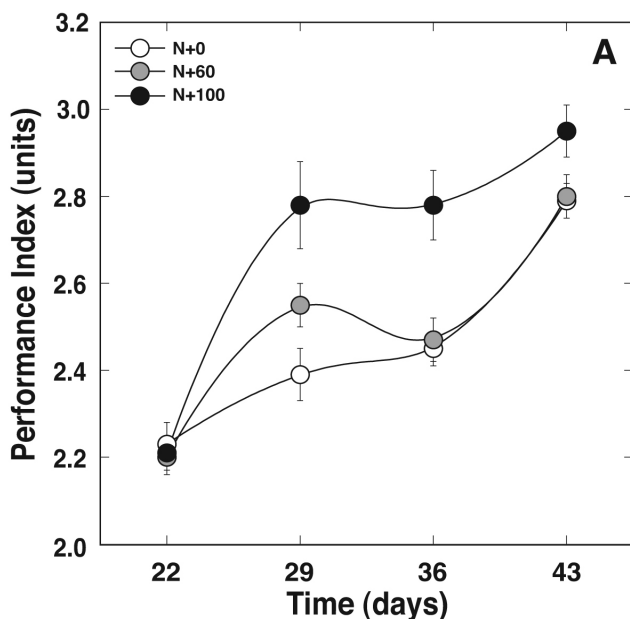 A
N+0
N+60
N+100
Performance Index (units)
3.2
3.0
2.8
2.6
2.4
2.2
2.0
22 29 36 43
Time (days)